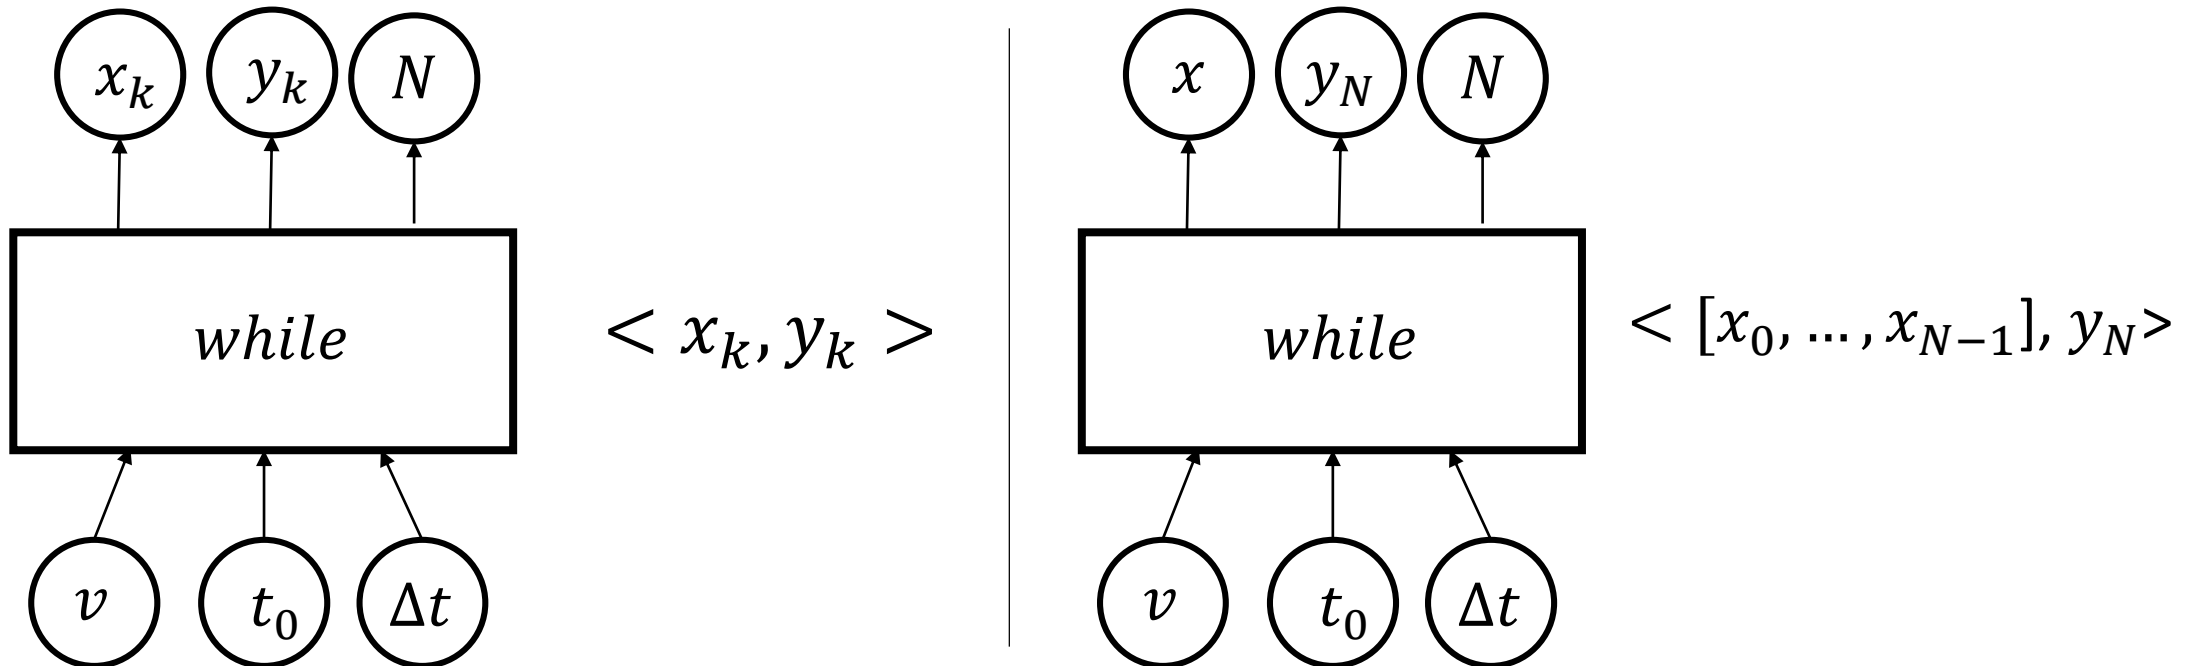 x_k y_k N
while
< x_k, y_k >
v t_0 Δt
x y_N N
while
< [x_0, … , x_{N−1}], y_N >
v t_0 Δt